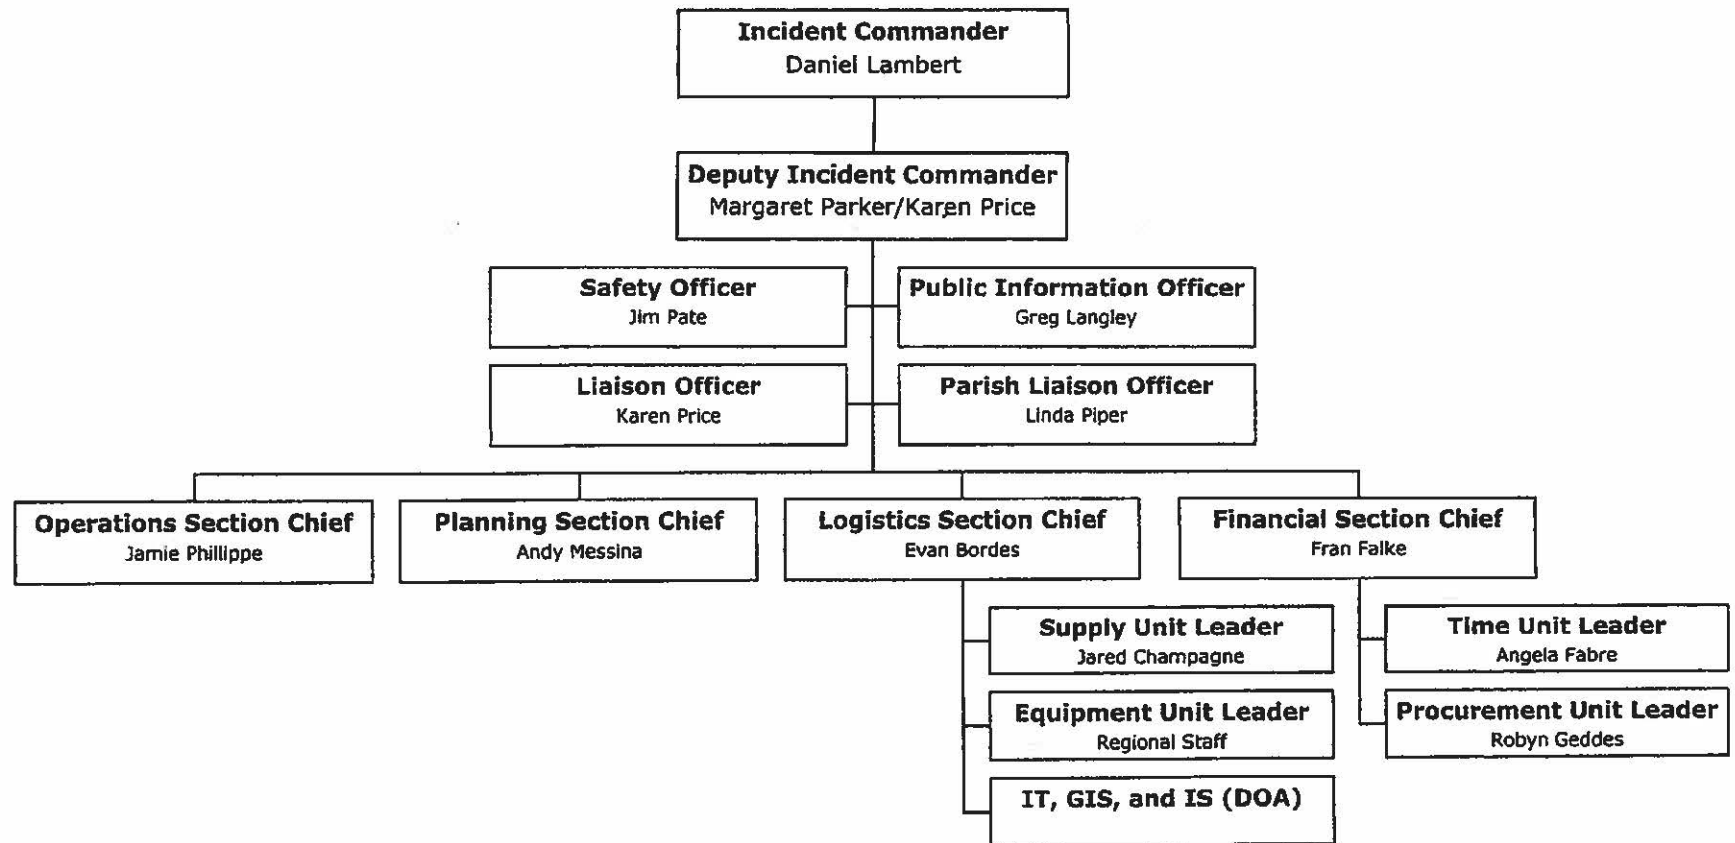 Incident Commander
Daniel Lambert
Deputy Incident Commander
Margaret Parker/Karen Price
Safety Officer
Jim Pate
Public Information Officer
Greg Langley
Liaison Officer
Karen Price
Parish Liaison Officer
Linda Piper
Operations Section Chief
Jamie Phillippe
Planning Section Chief
Andy Messina
Logistics Section Chief
Evan Bordes
Financial Section Chief
Fran Falke
Supply Unit Leader
Jared Champagne
Time Unit Leader
Angela Fabre
Equipment Unit Leader
Regional Staff
Procurement Unit Leader
Robyn Geddes
IT, GIS, and IS (DOA)